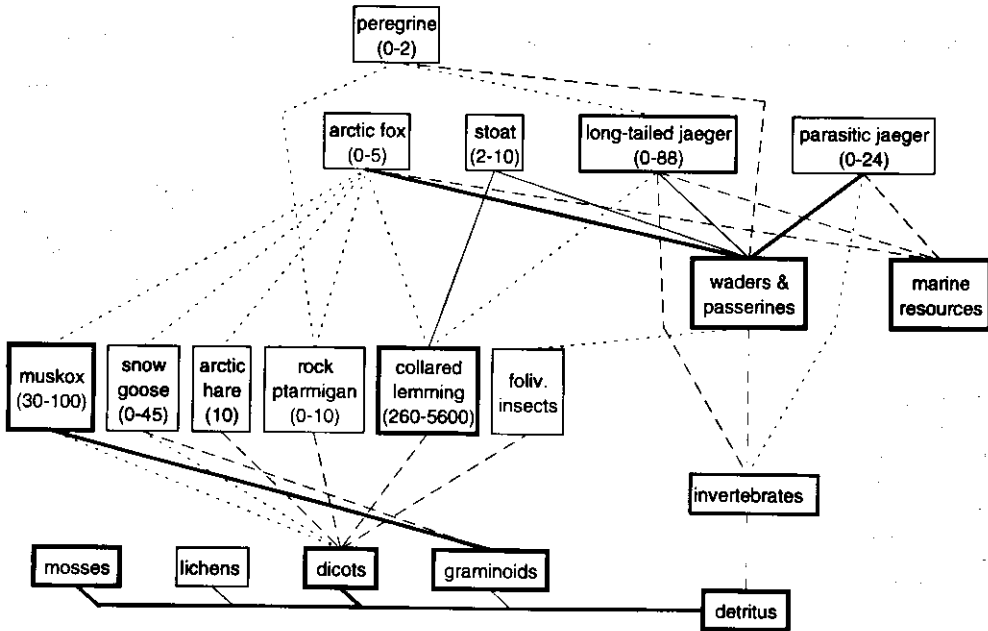 peregrine
(0-2)
arctic fox
(0-5)
stoat
(2-10)
long-tailed jaeger
(0-88)
parasitic jaeger
(0-24)
waders &
passerines
marine
resources
muskox
(30-100)
snow
goose
(0-45)
arctic
hare
(10)
rock
ptarmigan
(0-10)
collared
lemming
(260-5600)
foliv.
insects
invertebrates
mosses
lichens
dicots
graminoids
detritus